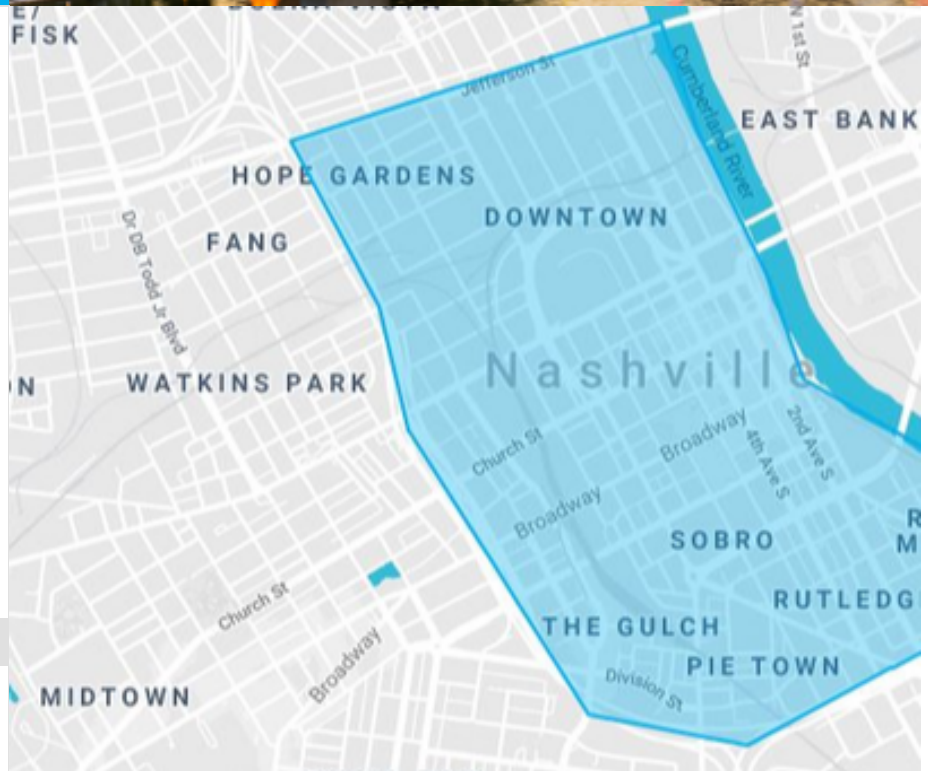 FISK
Jefferson St
N 1st St
Cumberland River
EAST BANK
HOPE GARDENS
DOWNTOWN
FANG
Dr DB Todd Jr Blvd
Nashville
WATKINS PARK
Church St
Broadway
4th Ave S
2nd Ave S
Broadway
SOBRO
Church St
THE GULCH
Broadway
PIE TOWN
Division St
MIDTOWN